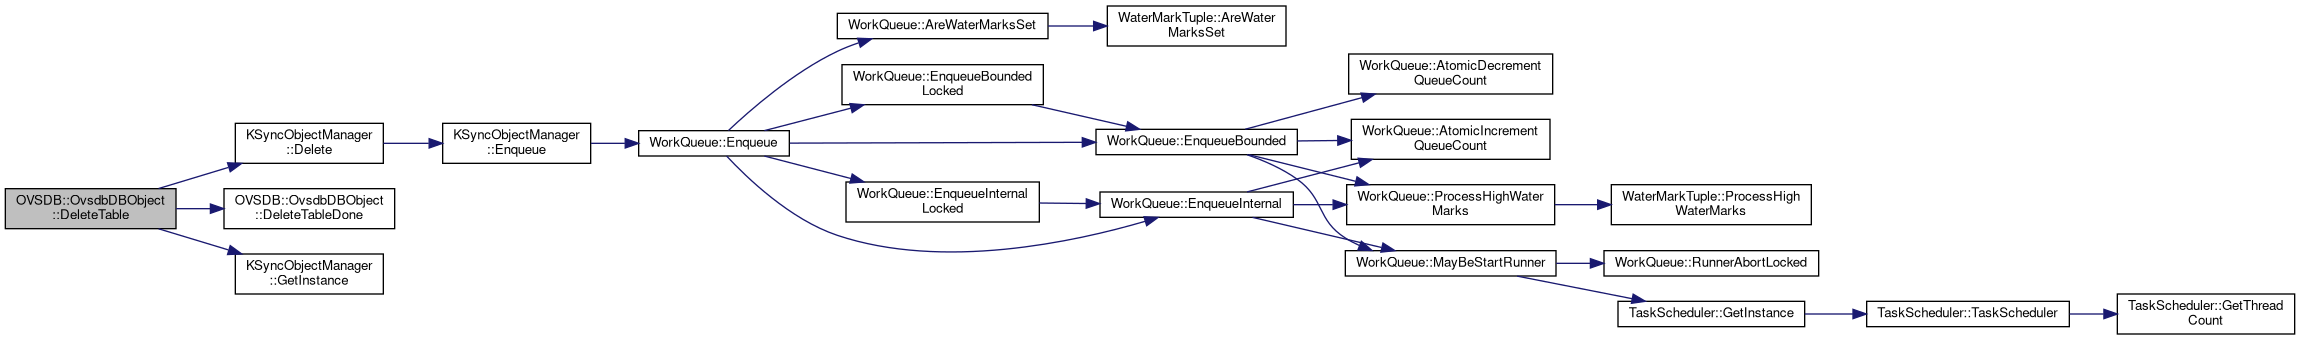 OVSDB::OvsdbDBObject
::DeleteTable
KSyncObjectManager
::Delete
OVSDB::OvsdbDBObject
::DeleteTableDone
KSyncObjectManager
::GetInstance
KSyncObjectManager
::Enqueue
WorkQueue::Enqueue
WorkQueue::AreWaterMarksSet
WorkQueue::EnqueueBounded
Locked
WorkQueue::EnqueueInternal
Locked
WaterMarkTuple::AreWater
MarksSet
WorkQueue::EnqueueBounded
WorkQueue::EnqueueInternal
WorkQueue::AtomicDecrement
QueueCount
WorkQueue::AtomicIncrement
QueueCount
WorkQueue::ProcessHighWater
Marks
WorkQueue::MayBeStartRunner
WaterMarkTuple::ProcessHigh
WaterMarks
WorkQueue::RunnerAbortLocked
TaskScheduler::GetInstance
TaskScheduler::TaskScheduler
TaskScheduler::GetThread
Count